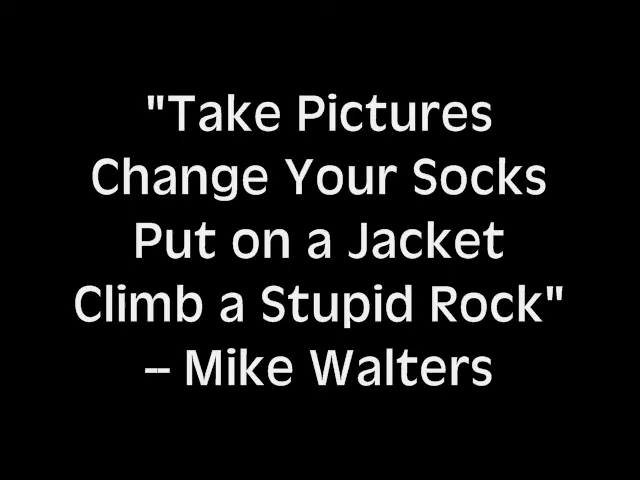 "Take Pictures
Change Your Socks
Put on a Jacket
Climb a Stupid Rock"
-- Mike Walters